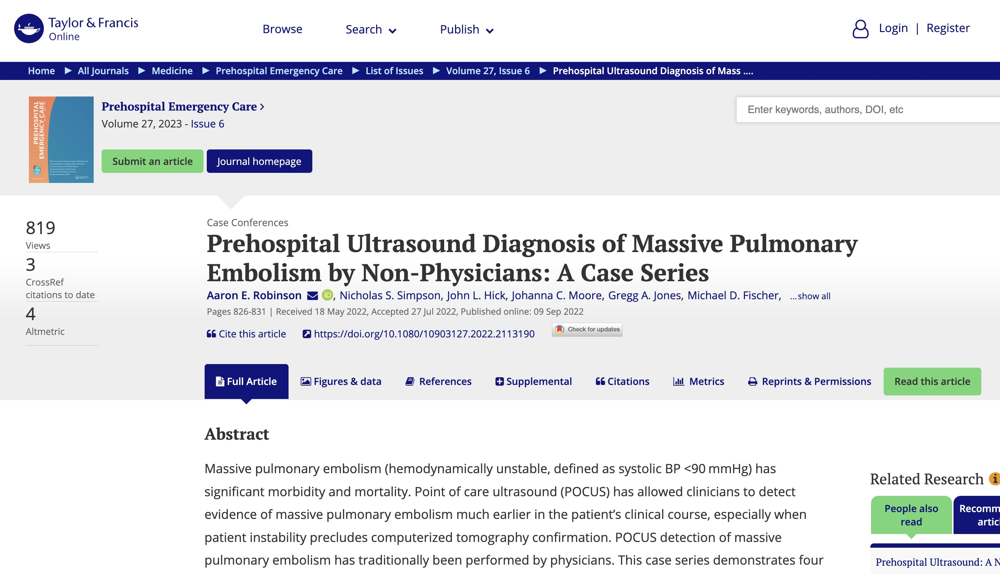 Taylor & Francis
Online
Browse
Search
Publish
Login | Register
Home
All Journals
Medicine
Prehospital Emergency Care
List of Issues
Volume 27, Issue 6
Prehospital Ultrasound Diagnosis of Mass ....
PREHOSPITAL
EMERGENCY CARE
Prehospital Emergency Care
Volume 27, 2023 - Issue 6
Enter keywords, authors, DOI, etc
Submit an article
Journal homepage
819
Views
3
CrossRef
citations to date
4
Altmetric
Case Conferences
Prehospital Ultrasound Diagnosis of Massive Pulmonary
Embolism by Non-Physicians: A Case Series
Aaron E. Robinson iD, Nicholas S. Simpson, John L. Hick, Johanna C. Moore, Gregg A. Jones, Michael D. Fischer, ...show all
Pages 826-831 | Received 18 May 2022, Accepted 27 Jul 2022, Published online: 09 Sep 2022
Cite this article
https://doi.org/10.1080/10903127.2022.2113190
Check for updates
Full Article
Figures & data
References
Supplemental
Citations
Metrics
Reprints & Permissions
Read this article
Abstract
Massive pulmonary embolism (hemodynamically unstable, defined as systolic BP <90 mmHg) has
significant morbidity and mortality. Point of care ultrasound (POCUS) has allowed clinicians to detect
evidence of massive pulmonary embolism much earlier in the patient’s clinical course, especially when
patient instability precludes computerized tomography confirmation. POCUS detection of massive
pulmonary embolism has traditionally been performed by physicians. This case series demonstrates four
Related Research
People also
read
Recomm
articl
Prehospital Ultrasound: A N